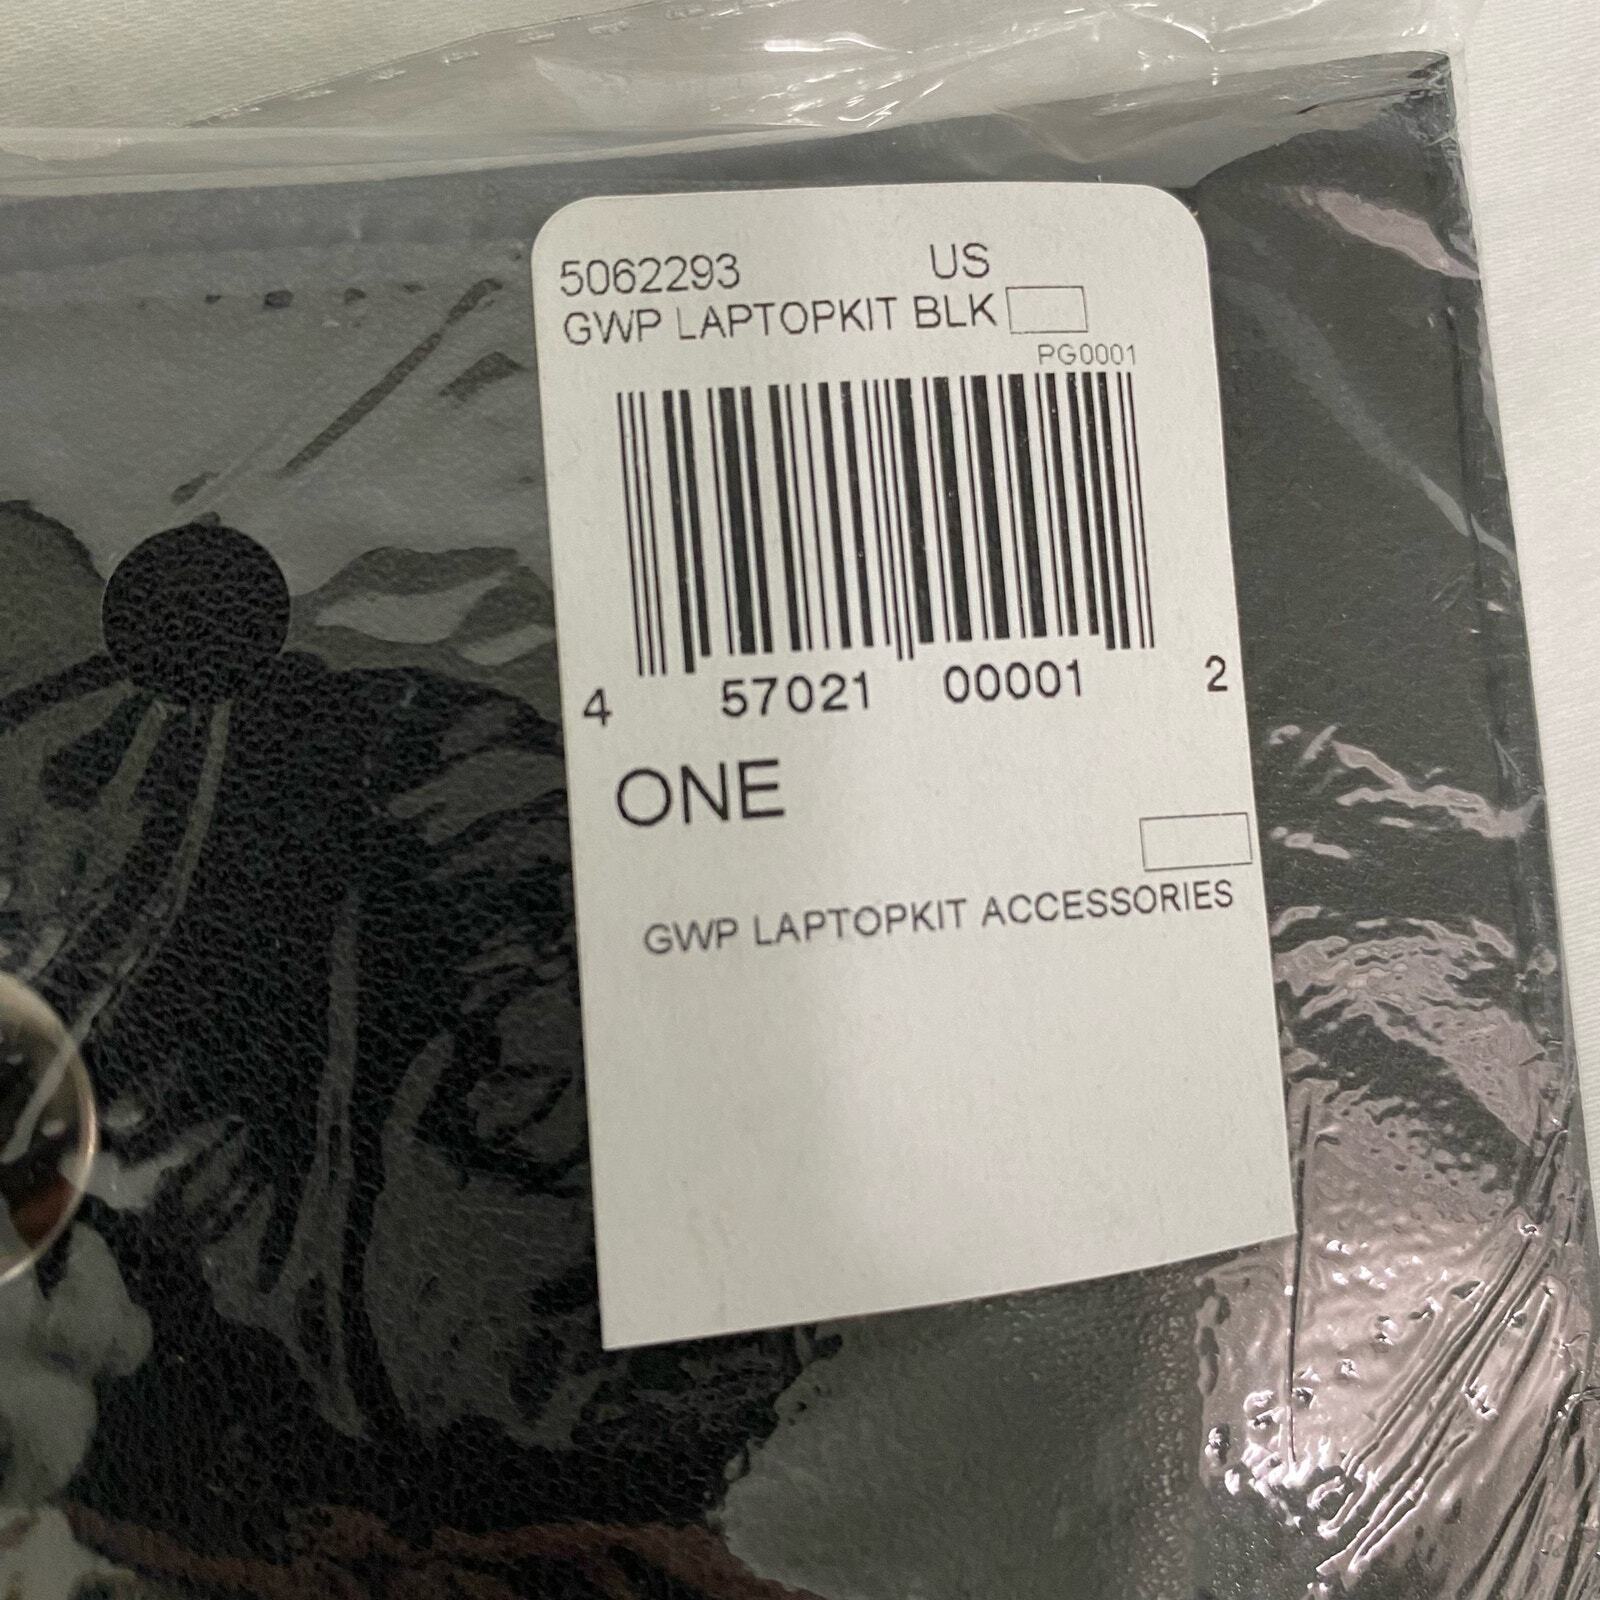 5062293 US
GWP LAPTOPKIT BLK
PG0001
4 57021 00001 2
ONE
GWP LAPTOPKIT ACCESSORIES